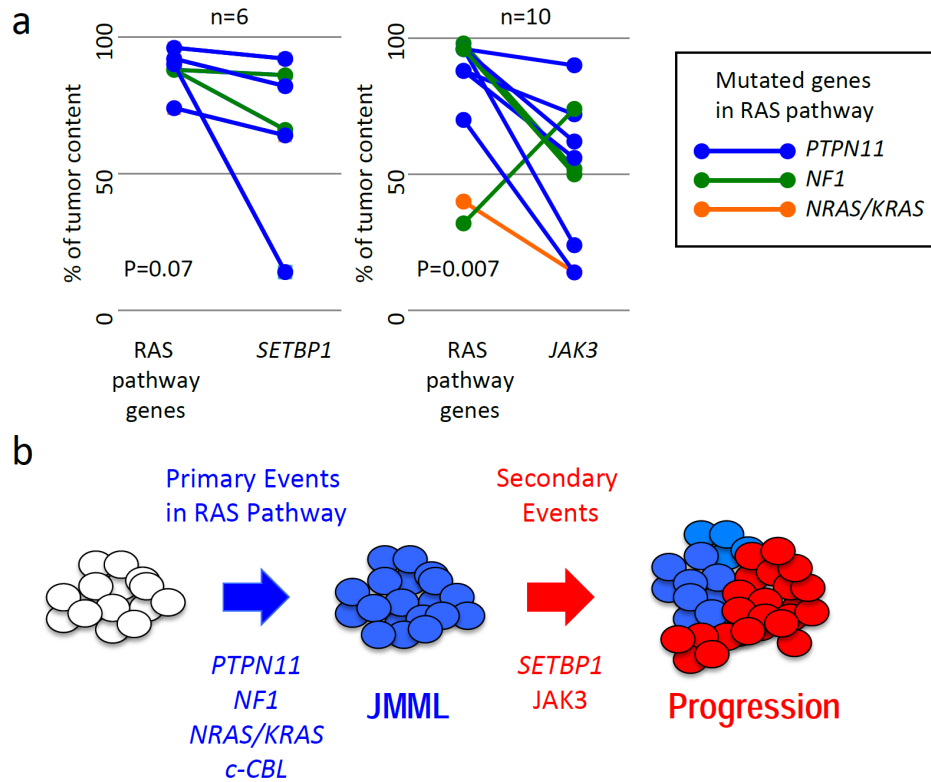 a
n=6
n=10
% of tumor content
100
50
0
P=0.07
RAS
pathway
genes
SETBP1
% of tumor content
100
50
0
P=0.007
RAS
pathway
genes
JAK3
Mutated genes
in RAS pathway
PTPN11
NF1
NRAS/KRAS
b
Primary Events
in RAS Pathway
Secondary
Events
PTPN11
NF1
NRAS/KRAS
c-CBL
JMML
SETBP1
JAK3
Progression